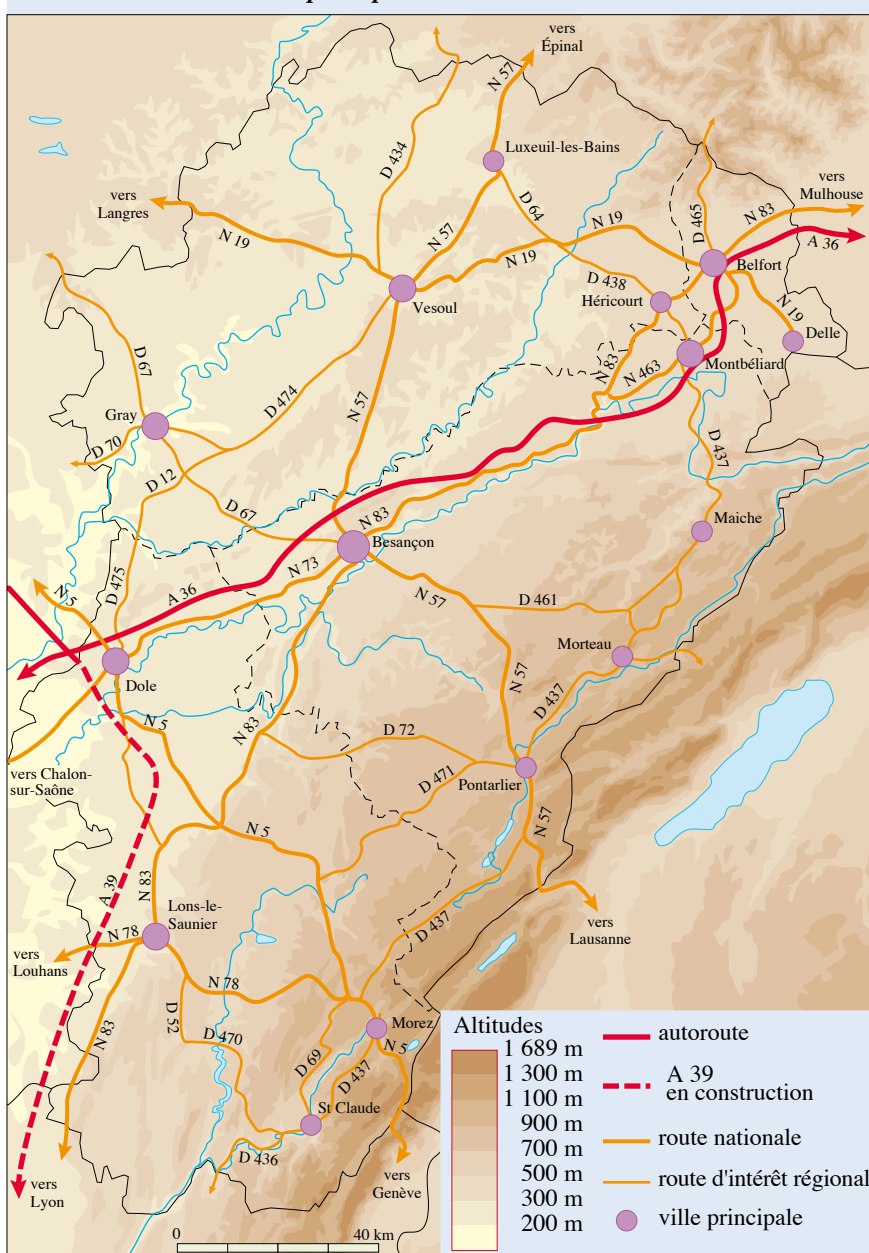 vers
Épinal
N 57
Luxeuil-les-Bains
D 434
D 64
vers
Langres
N 19
N 57
N 19
N 19
D 465
N 83
vers
Mulhouse
A 36
Belfort
D 438
Héricourt
N 19
Delle
Vesoul
Montbéliard
N 83
N 463
D 67
D 474
N 57
Gray
D 70
D 12
D 67
D 437
N 83
Besançon
Maiche
N 73
A 36
D 475
N 5
N 57
D 461
Morteau
Dole
N 57
D 437
N 5
N 83
D 72
vers Chalon-
sur-Saône
D 471
Pontarlier
N 57
N 5
A 39
N 83
Lons-le-
Saunier
N 78
vers
Louhans
D 437
vers
Lausanne
N 78
N 83
D 52
D 470
D 69
Morez
N 5
D 437
St Claude
D 436
vers
Lyon
vers
Genève
0
40 km
Altitudes
1 689 m
1 300 m
1 100 m
900 m
700 m
500 m
300 m
200 m
autoroute
A 39
en construction
route nationale
route d'intérêt régional
ville principale